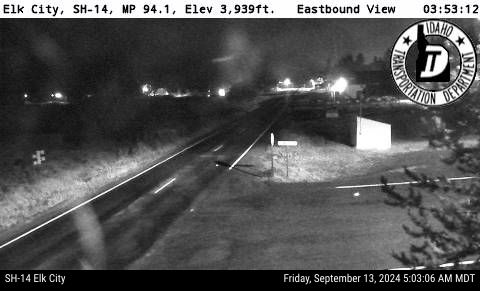 Elk City, SH-14, MP 94.1, Elev 3,939ft. Eastbound View 03:53:12
IDAHO
TRANSPORTATION DEPARTMENT
SH-14 Elk City Friday, September 13, 2024 5:03:06 AM MDT